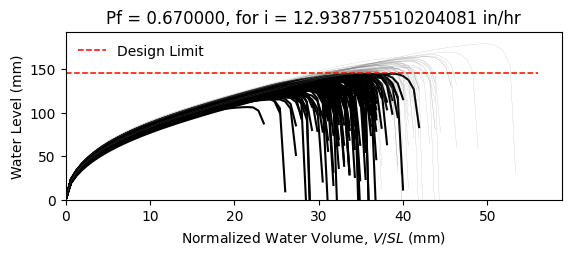 Pf = 0.670000, for i = 12.938775510204081 in/hr
Design Limit
Water Level (mm)
150
100
50
0
0 10 20 30 40 50
Normalized Water Volume, V/SL (mm)